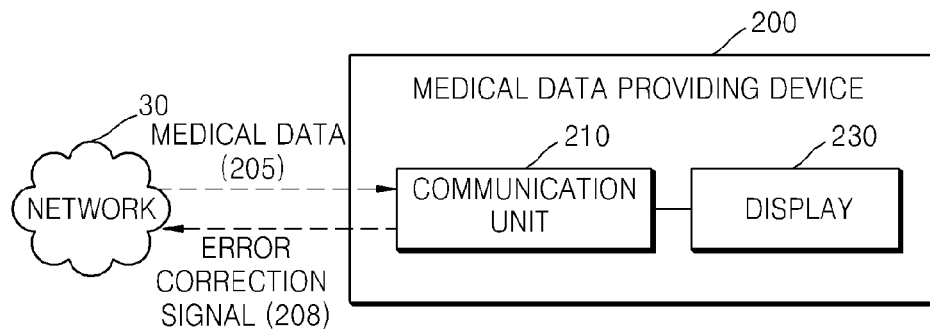 200
MEDICAL DATA PROVIDING DEVICE
30
MEDICAL DATA
(205)
210
230
NETWORK
COMMUNICATION
UNIT
DISPLAY
ERROR
CORRECTION
SIGNAL (208)